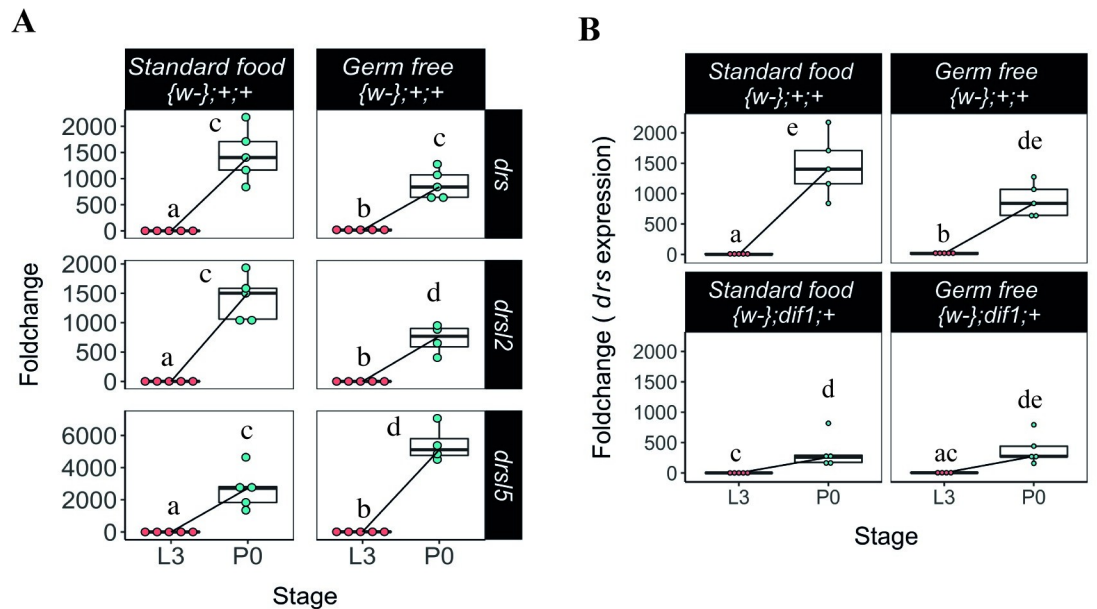 A
Standard food
{w-};+;+
Germ free
{w-};+;+
Foldchange
2000
1500
1000
500
0
a
c
b
c
drs
2000
1500
1000
500
0
a
c
b
d
drsl2
6000
4000
2000
0
a
c
b
d
drsl5
L3
P0
L3
P0
Stage
B
Standard food
{w-};+;+
Germ free
{w-};+;+
Foldchange ( drs expression)
2000
1500
1000
500
0
a
e
b
de
Standard food
{w-};dif1;+
Germ free
{w-};dif1;+
2000
1500
1000
500
0
c
d
ac
de
L3
P0
L3
P0
Stage